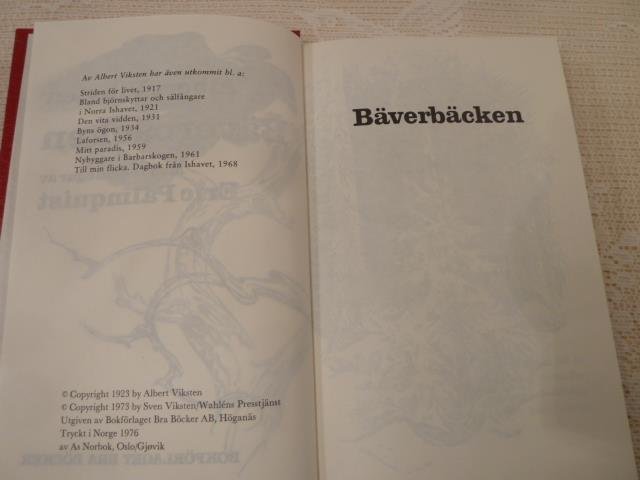 Av Albert Viksten har även utkommit bl. a:
Striden för livet, 1917
Bland björnskyttar och sälfångare
i Norra Ishavet, 1921
Den vita vidden, 1931
Byns ögon, 1934
Laforsen, 1956
Mitt paradis, 1959
Nybyggare i Barbarskogen, 1961
Till min flicka. Dagbok från Ishavet, 1968
© Copyright 1923 by Albert Viksten
© Copyright 1973 by Sven Viksten/Wahléns Presstjänst
Utgiven av Bokförlaget Bra Böcker AB, Höganäs
Tryckt i Norge 1976
av As Norbok, Oslo/Gjøvik
Bäverbäcken